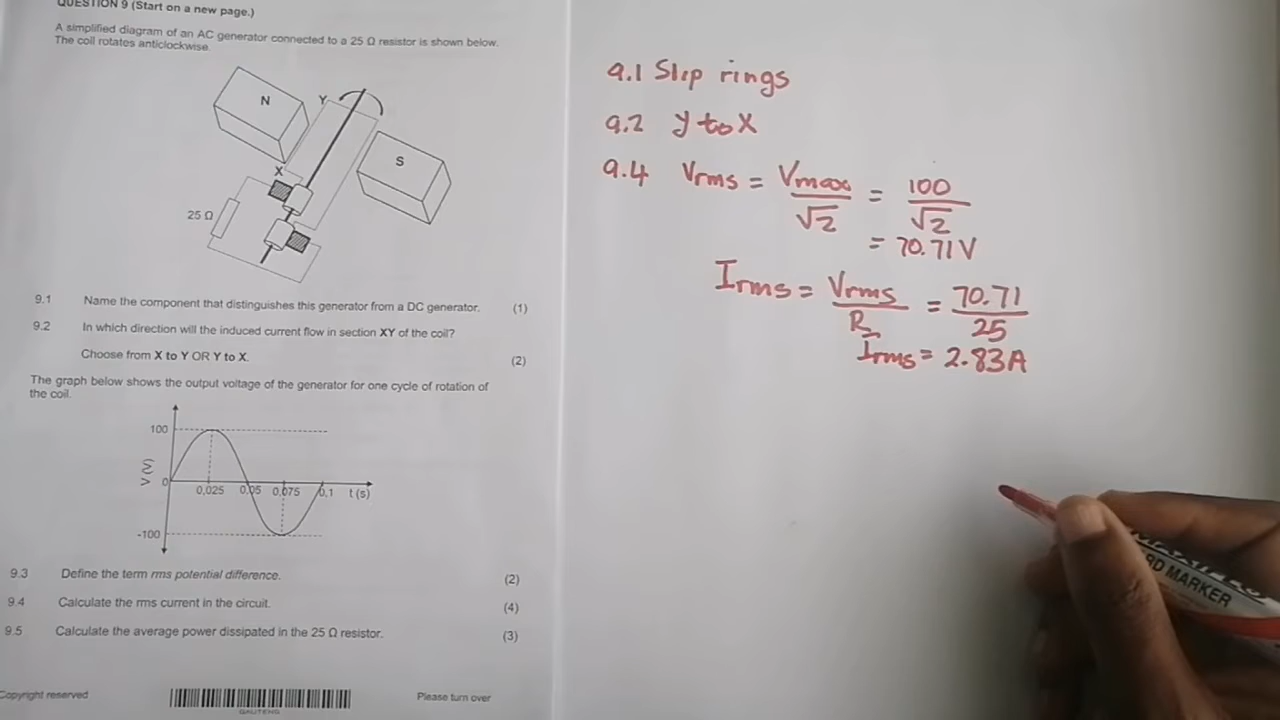 QUESTION 9 (Start on a new page.)
A simplified diagram of an AC generator connected to a 25 Ω resistor is shown below.
The coil rotates anticlockwise.
N
Y
S
X
25 Ω
9.1 Name the component that distinguishes this generator from a DC generator. (1)
9.2 In which direction will the induced current flow in section XY of the coil?
Choose from X to Y OR Y to X. (2)
The graph below shows the output voltage of the generator for one cycle of rotation of
the coil.
100
V (V)
0
0,025 0,05 0,075 0,1 t (s)
-100
9.3 Define the term rms potential difference. (2)
9.4 Calculate the rms current in the circuit. (4)
9.5 Calculate the average power dissipated in the 25 Ω resistor. (3)
Copyright reserved Please turn over
9.1 Slip rings
9.2 Y to X
9.4 Vrms = Vmax/√2 = 100/√2
= 70.71V
Irms = Vrms/R = 70.71/25
Irms = 2.83A
RD MARKER